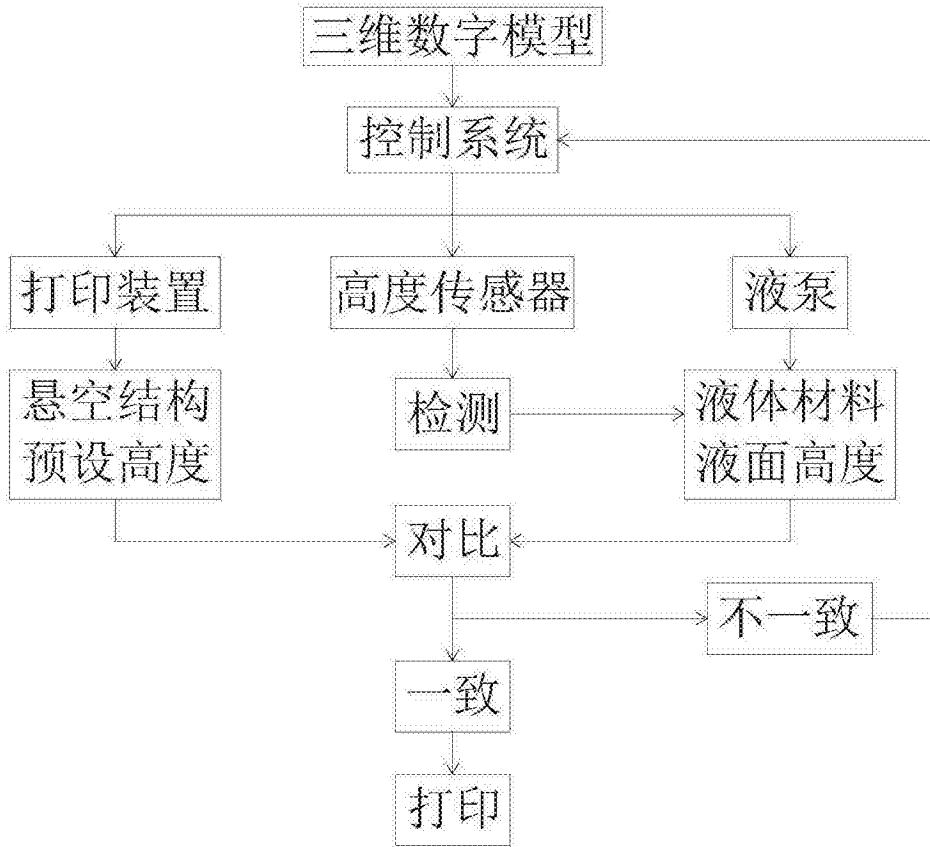 三维数字模型
控制系统
打印装置
高度传感器
液泵
悬空结构
预设高度
检测
液体材料
液面高度
对比
不一致
一致
打印